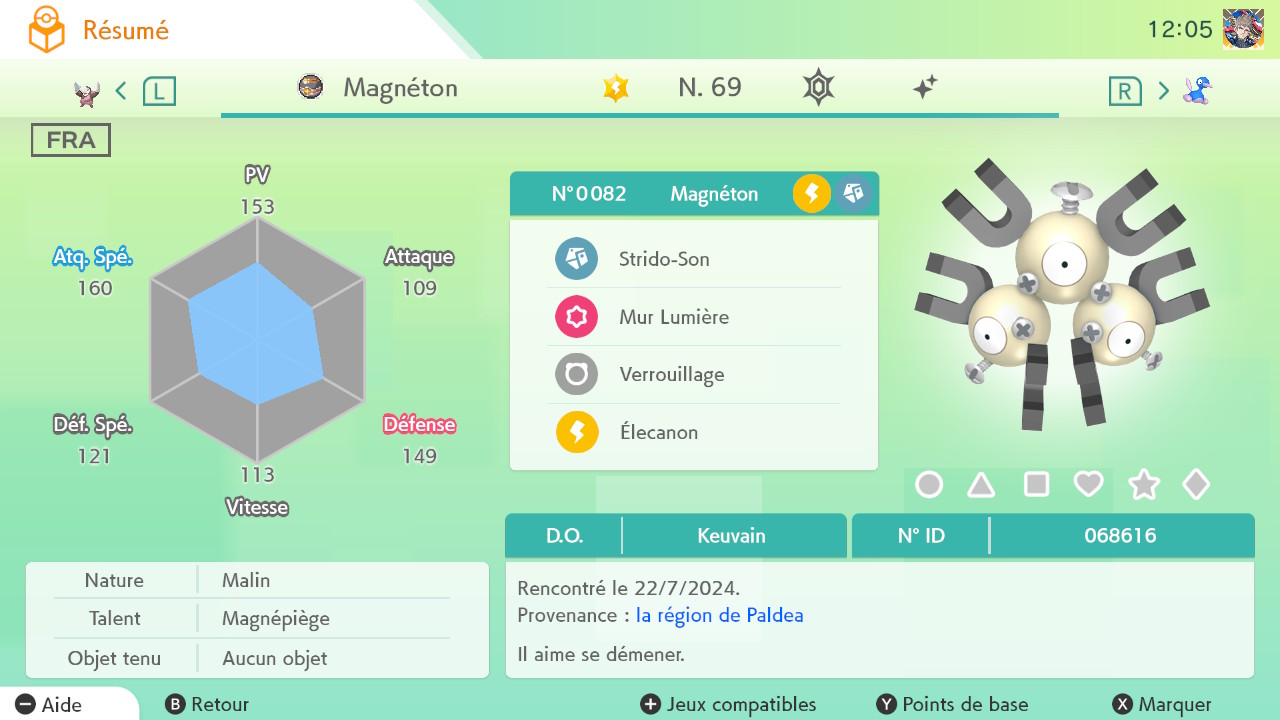 Résumé
12:05
L
Magnéton
N. 69
R
FRA
PV
153
Atq. Spé.
160
Attaque
109
Déf. Spé.
121
Défense
149
113
Vitesse
N°0082 Magnéton
Strido-Son
Mur Lumière
Verrouillage
Élecanon
D.O. Keuvain N° ID 068616
Rencontré le 22/7/2024.
Provenance : la région de Paldea
Il aime se démener.
Nature Malin
Talent Magnépiège
Objet tenu Aucun objet
Aide
B Retour
Jeux compatibles
Y Points de base
X Marquer